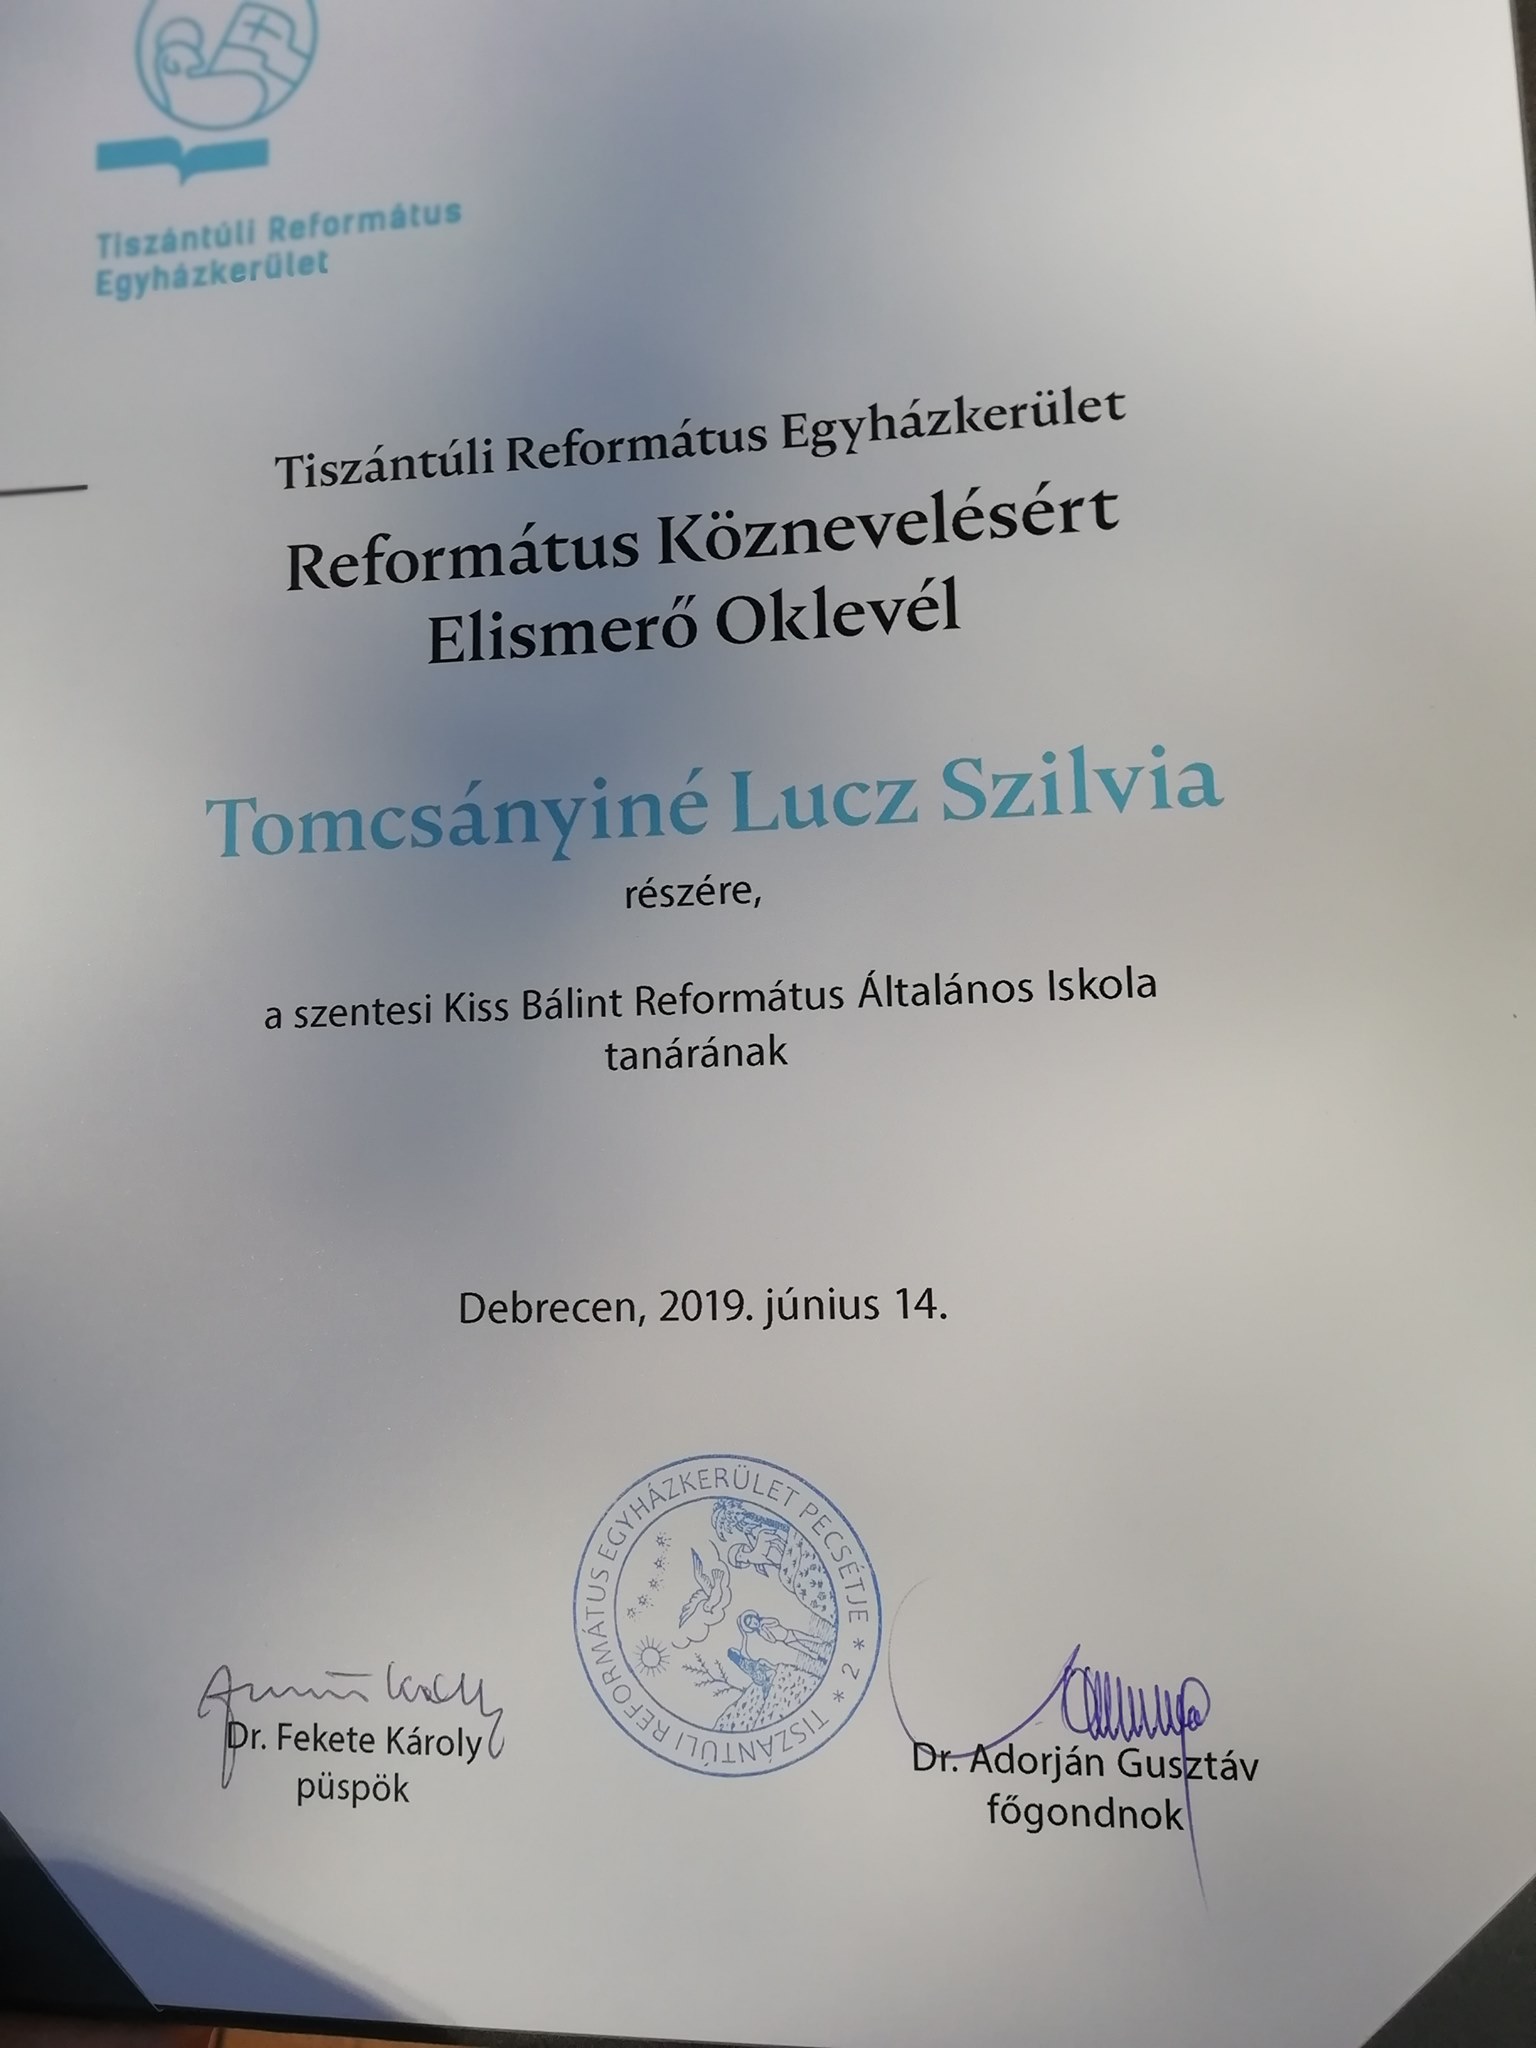 Tiszántúli Református
Egyházkerület
Tiszántúli Református Egyházkerület
Református Köznevelésért
Elismerő Oklevél
Tomcsányiné Lucz Szilvia
részére,
a szentesi Kiss Bálint Református Általános Iskola
tanárának
Debrecen, 2019. június 14.
TISZÁNTÚLI REFORMÁTUS EGYHÁZKERÜLET PECSÉTJE * 2 *
Dr. Fekete Károly
püspök
Dr. Adorján Gusztáv
főgondnok